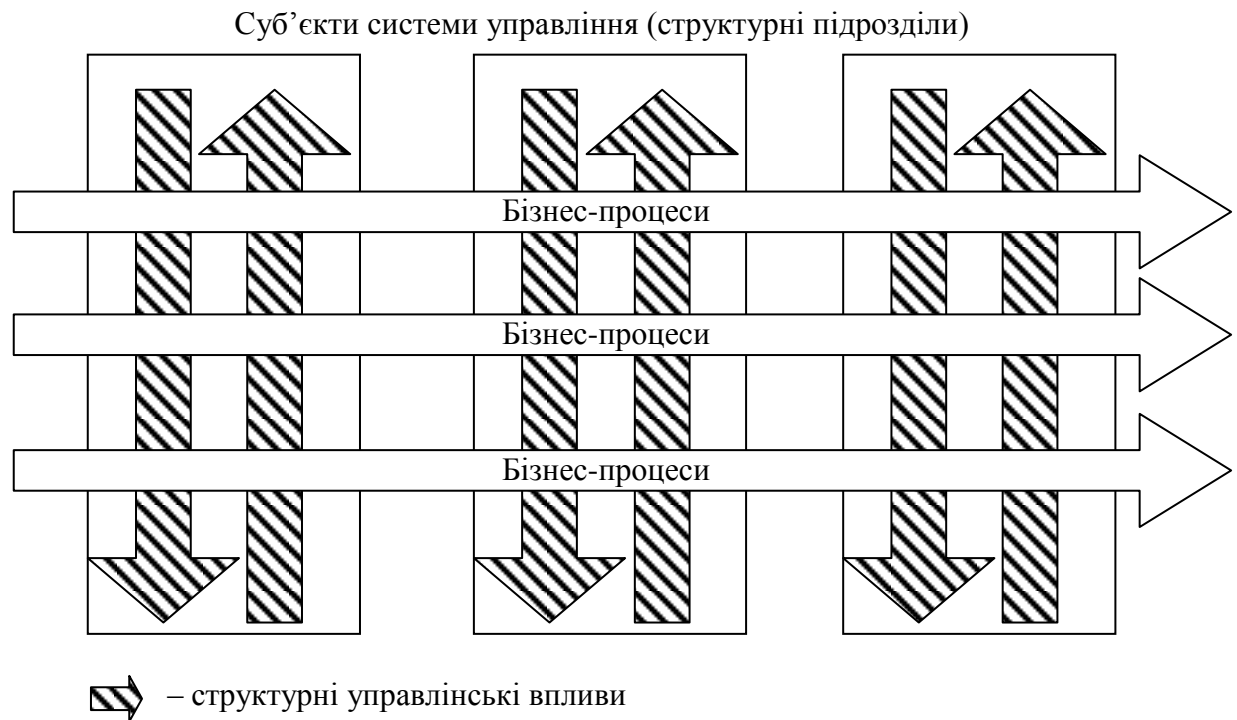 Суб’єкти системи управління (структурні підрозділи)
Бізнес-процеси
Бізнес-процеси
Бізнес-процеси
– структурні управлінські впливи